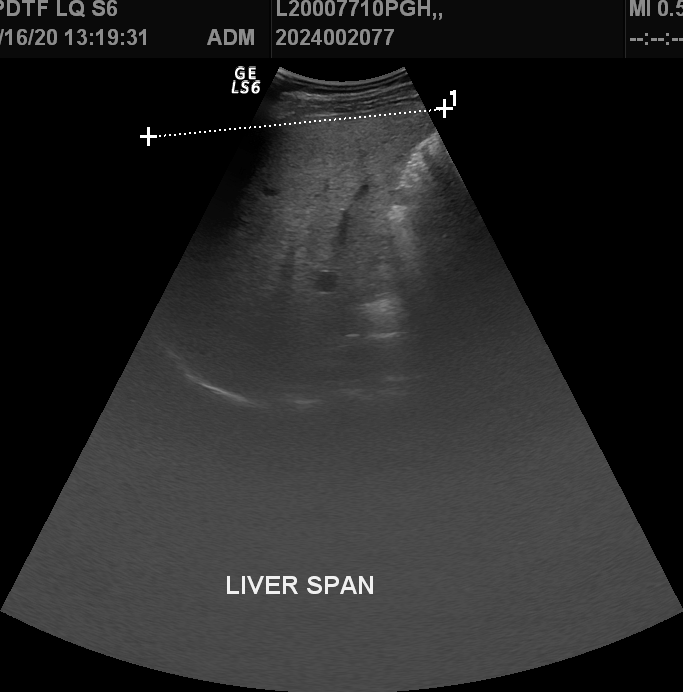 PDTF LQ S6
L20007710PGH,,
MI 0.5
/16/20 13:19:31
ADM
2024002077
--:--:--
GE
LS6
1
LIVER SPAN